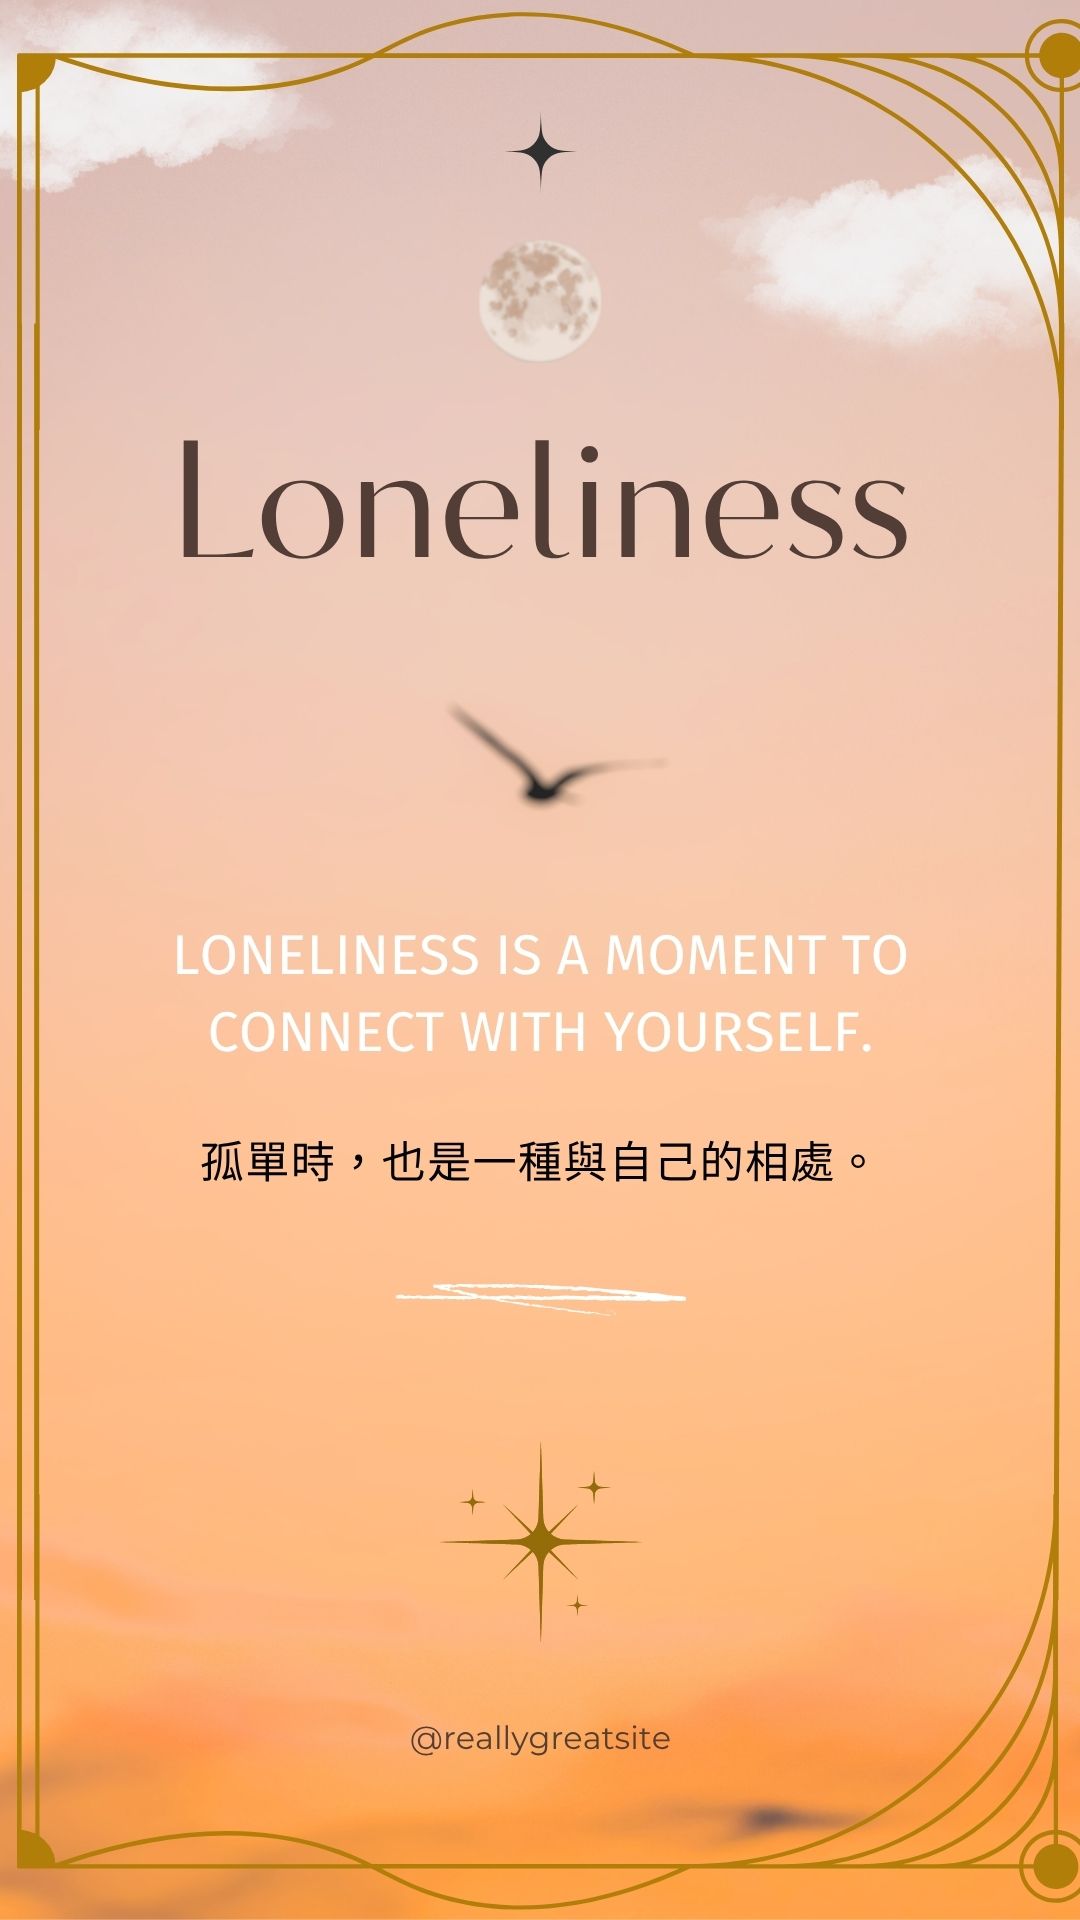 Loneliness
LONELINESS IS A MOMENT TO
CONNECT WITH YOURSELF.
孤單時，也是一種與自己的相處。
@reallygreatsite